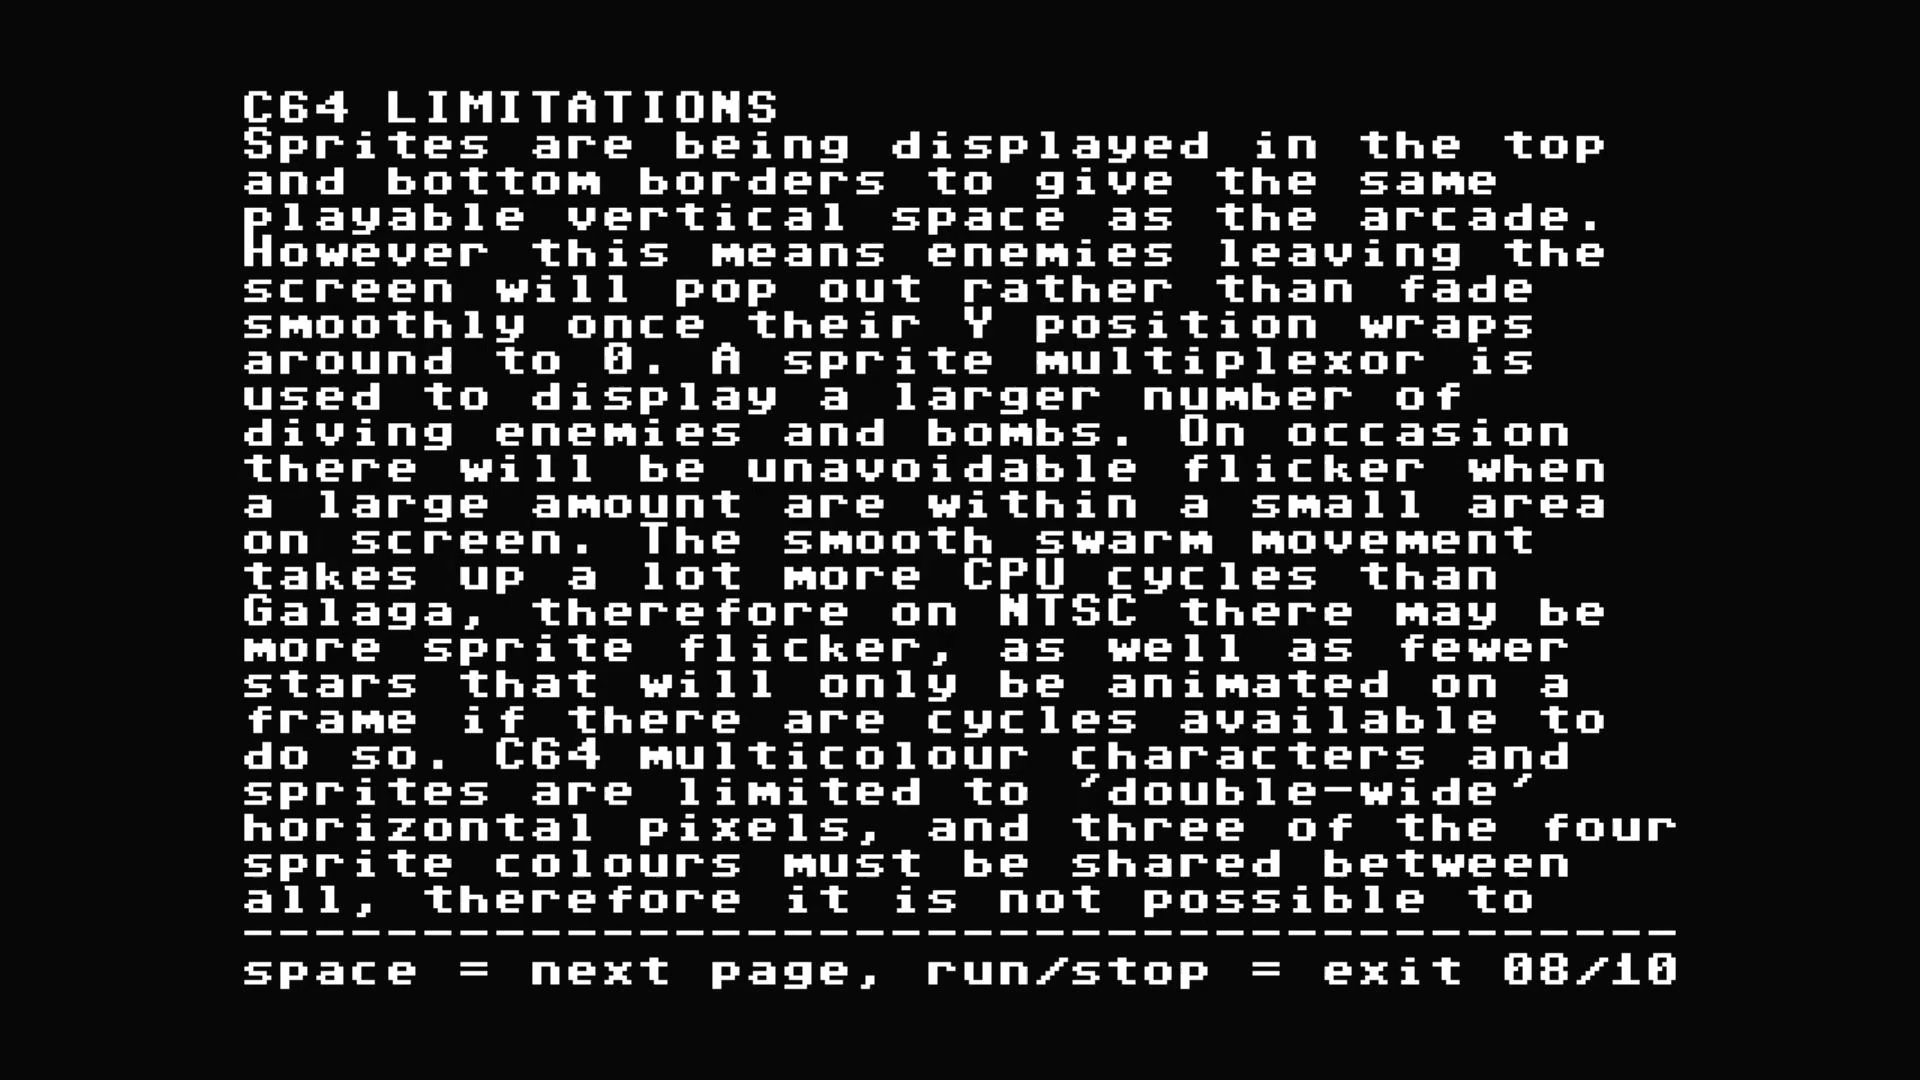 C64 LIMITATIONS
Sprites are being displayed in the top
and bottom borders to give the same
playable vertical space as the arcade.
However this means enemies leaving the
screen will pop out rather than fade
smoothly once their Y position wraps
around to 0. A sprite multiplexor is
used to display a larger number of
diving enemies and bombs. On occasion
there will be unavoidable flicker when
a large amount are within a small area
on screen. The smooth swarm movement
takes up a lot more CPU cycles than
Galaga, therefore on NTSC there may be
more sprite flicker, as well as fewer
stars that will only be animated on a
frame if there are cycles available to
do so. C64 multicolour characters and
sprites are limited to 'double-wide'
horizontal pixels, and three of the four
sprite colours must be shared between
all, therefore it is not possible to
----------------------------------------
space = next page, run/stop = exit 08/10